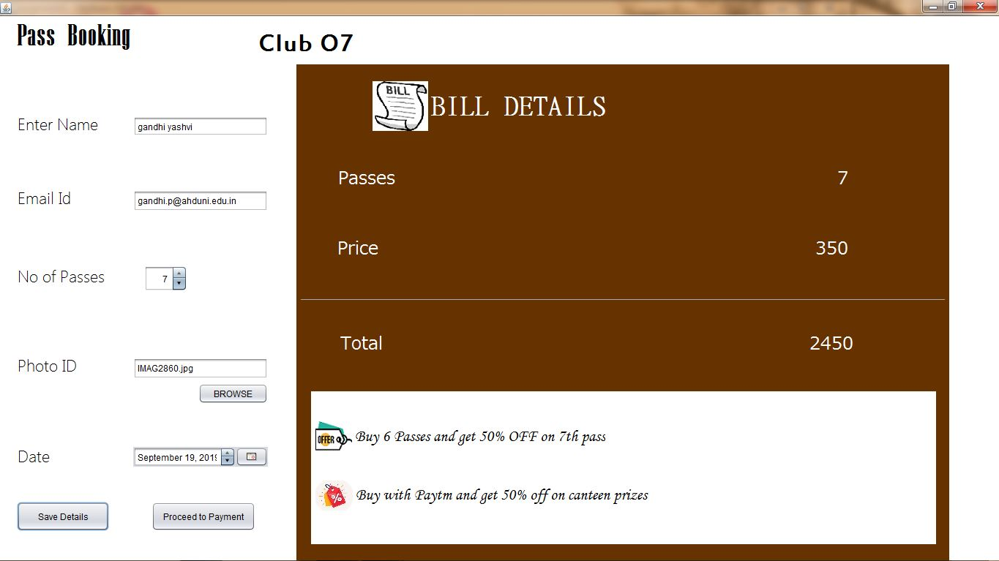 Pass Booking
Club O7
Enter Name
gandhi yashvi
Email Id
gandhi.p@ahduni.edu.in
No of Passes
7
Photo ID
IMAG2860.jpg
BROWSE
Date
September 19, 2019
Save Details
Proceed to Payment
BILL
BILL DETAILS
Passes 7
Price 350
Total 2450
OFFER
Buy 6 Passes and get 50% OFF on 7th pass
%
Buy with Paytm and get 50% off on canteen prizes